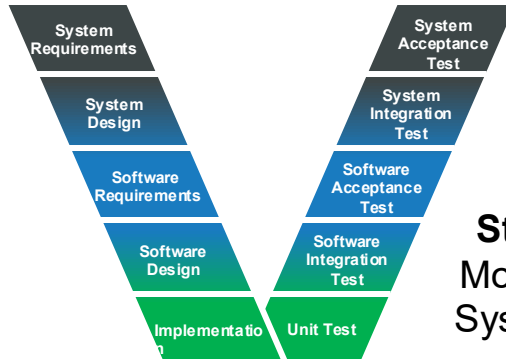 System
Requirements
System
Design
Software
Requirements
Software
Design
Implementatio
n
System
Acceptance
Test
System
Integration
Test
Software
Acceptance
Test
Software
Integration
Test
Unit Test
St
Mo
Sys